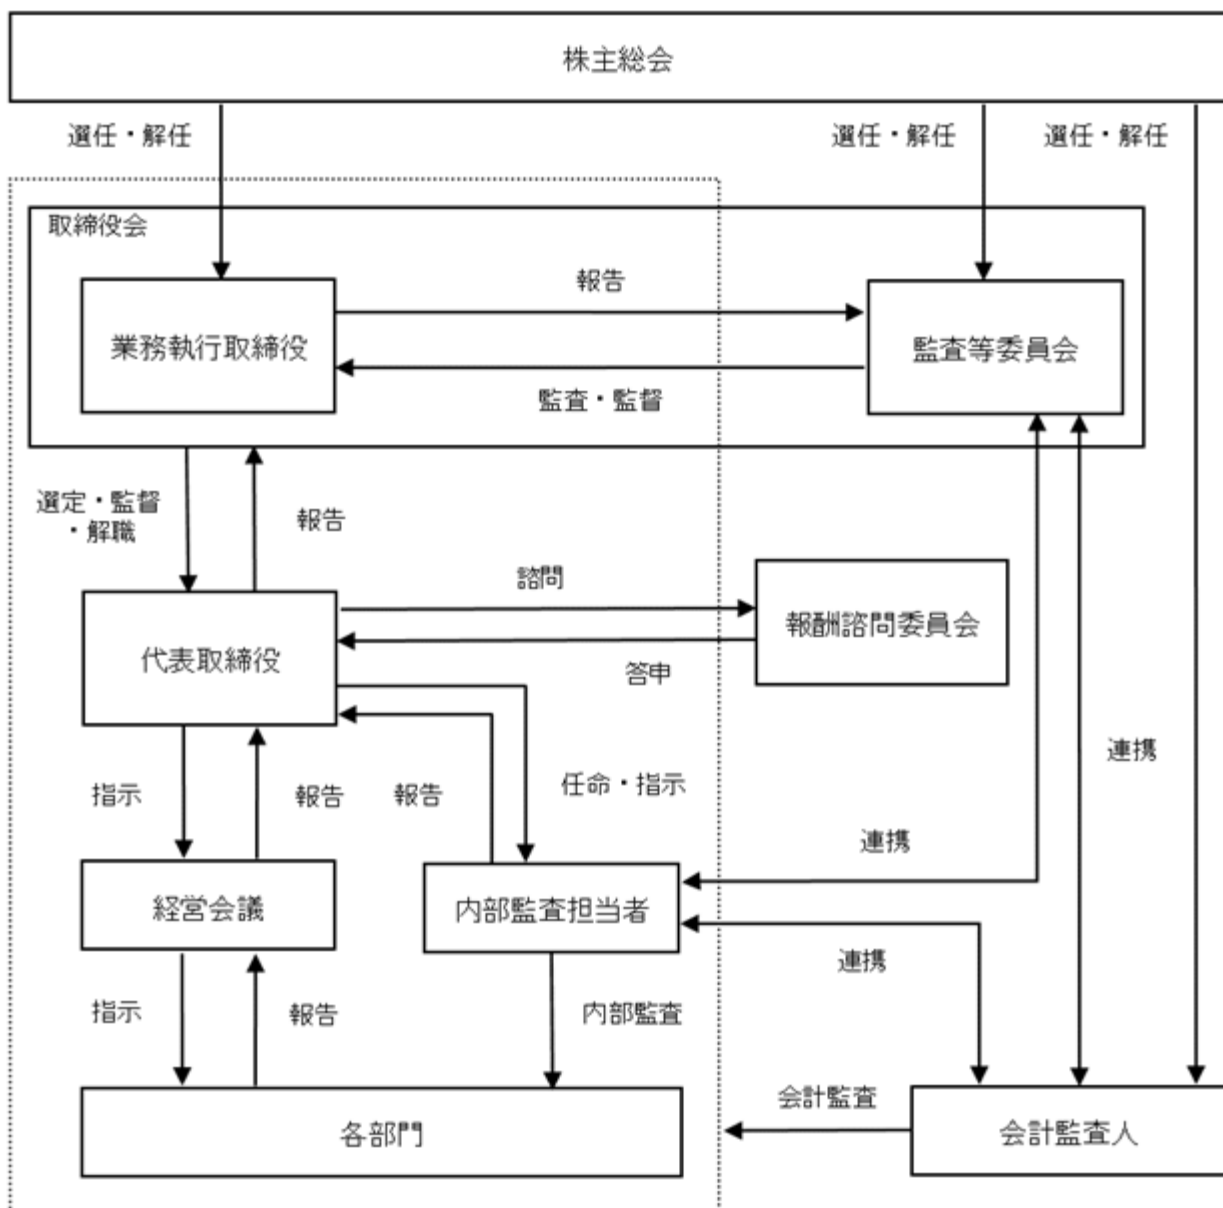 株主総会
選任・解任
選任・解任
選任・解任
取締役会
業務執行取締役
報告
監査等委員会
監査・監督
選定・監督
・解職
報告
諮問
報酬諮問委員会
代表取締役
答申
指示
報告
報告
任命・指示
連携
連携
経営会議
内部監査担当者
連携
指示
報告
内部監査
各部門
会計監査
会計監査人